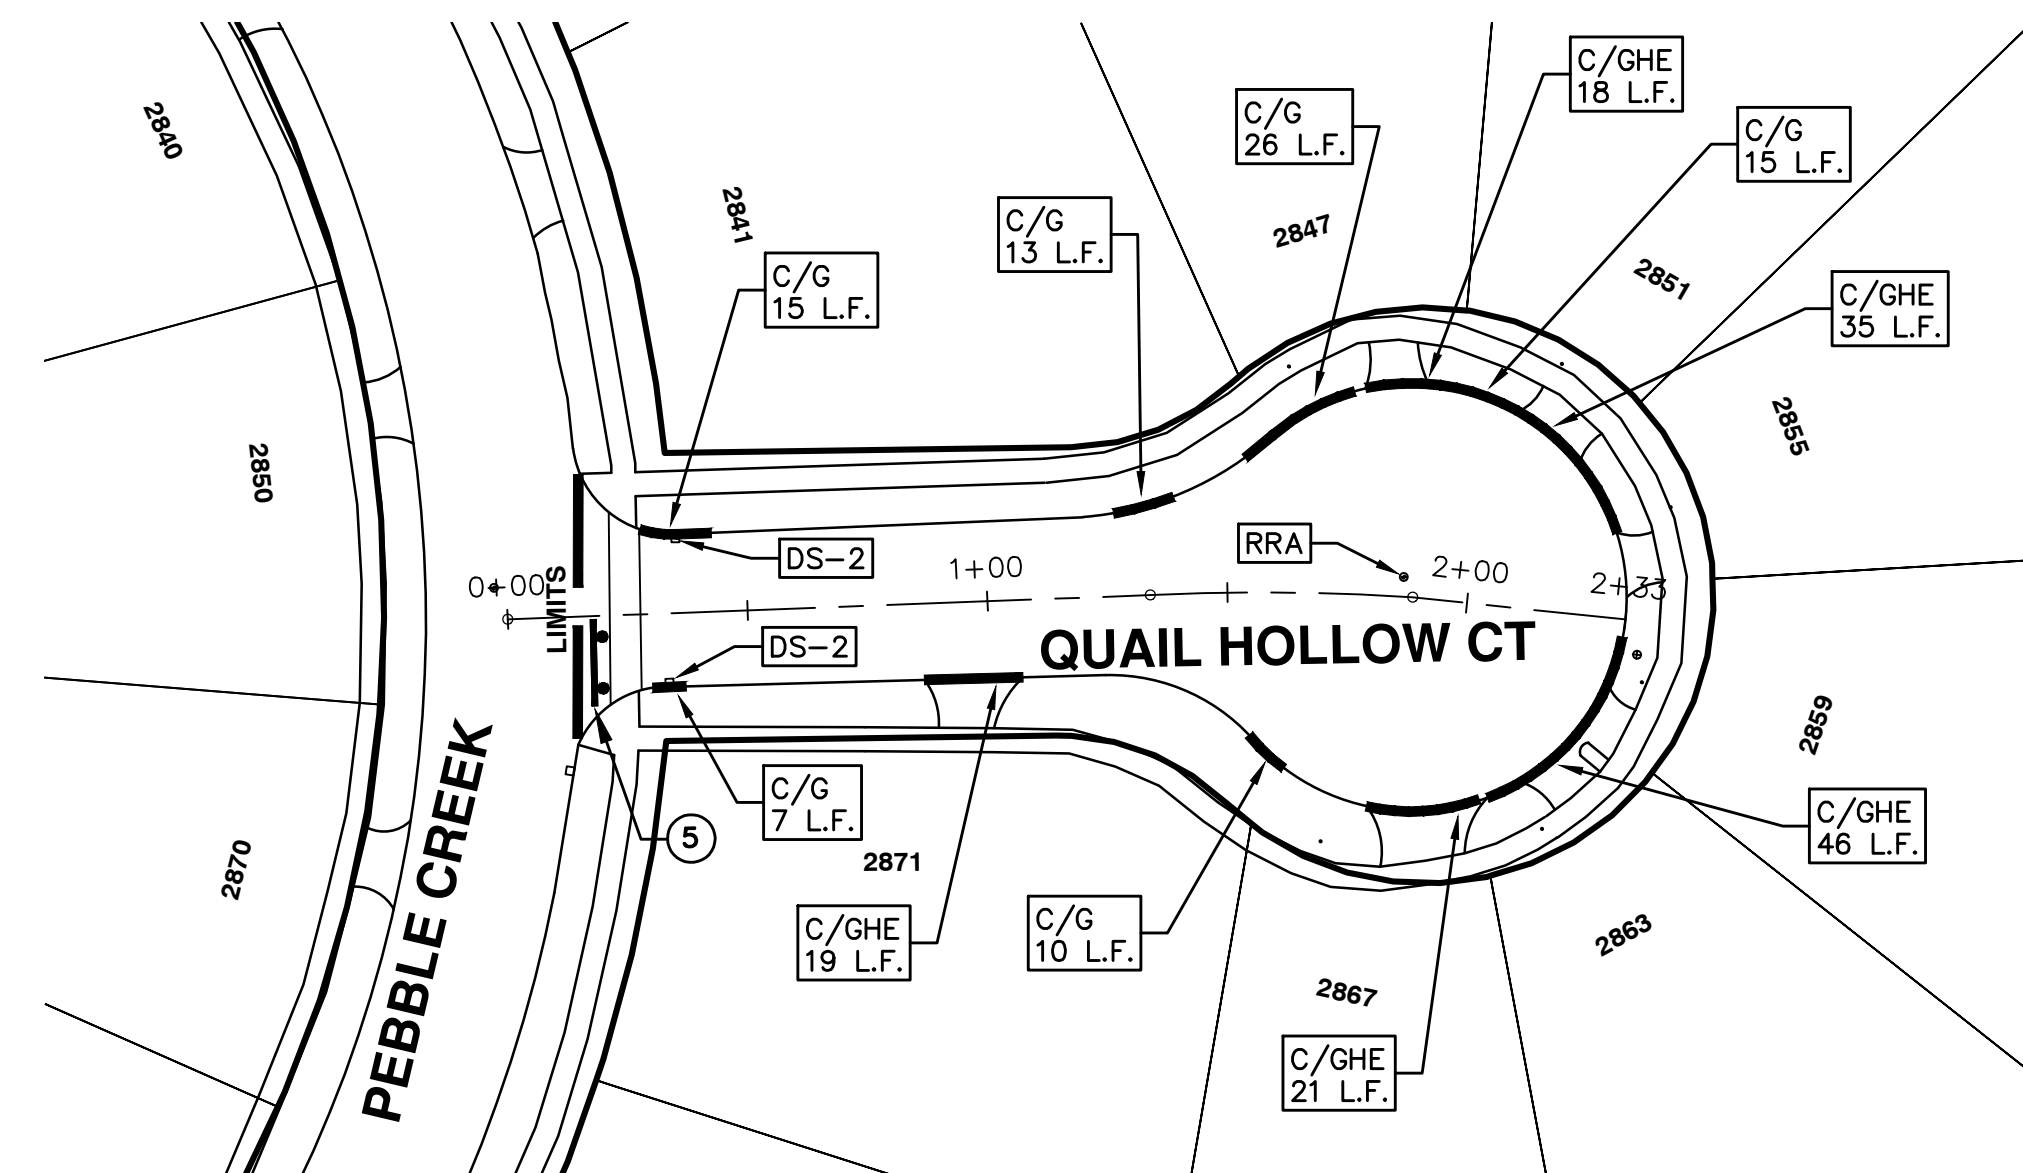 C/GHE
18 L.F.
C/G
26 L.F.
C/G
15 L.F.
2840
2841
C/G
13 L.F.
2847
C/G
15 L.F.
2851
C/GHE
35 L.F.
2855
2850
DS-2
RRA
0+00
1+00
2+00
2+33
LIMITS
DS-2
QUAIL HOLLOW CT
2859
PEBBLE CREEK
C/G
7 L.F.
5
C/GHE
46 L.F.
2871
2870
C/GHE
19 L.F.
C/G
10 L.F.
2863
2867
C/GHE
21 L.F.